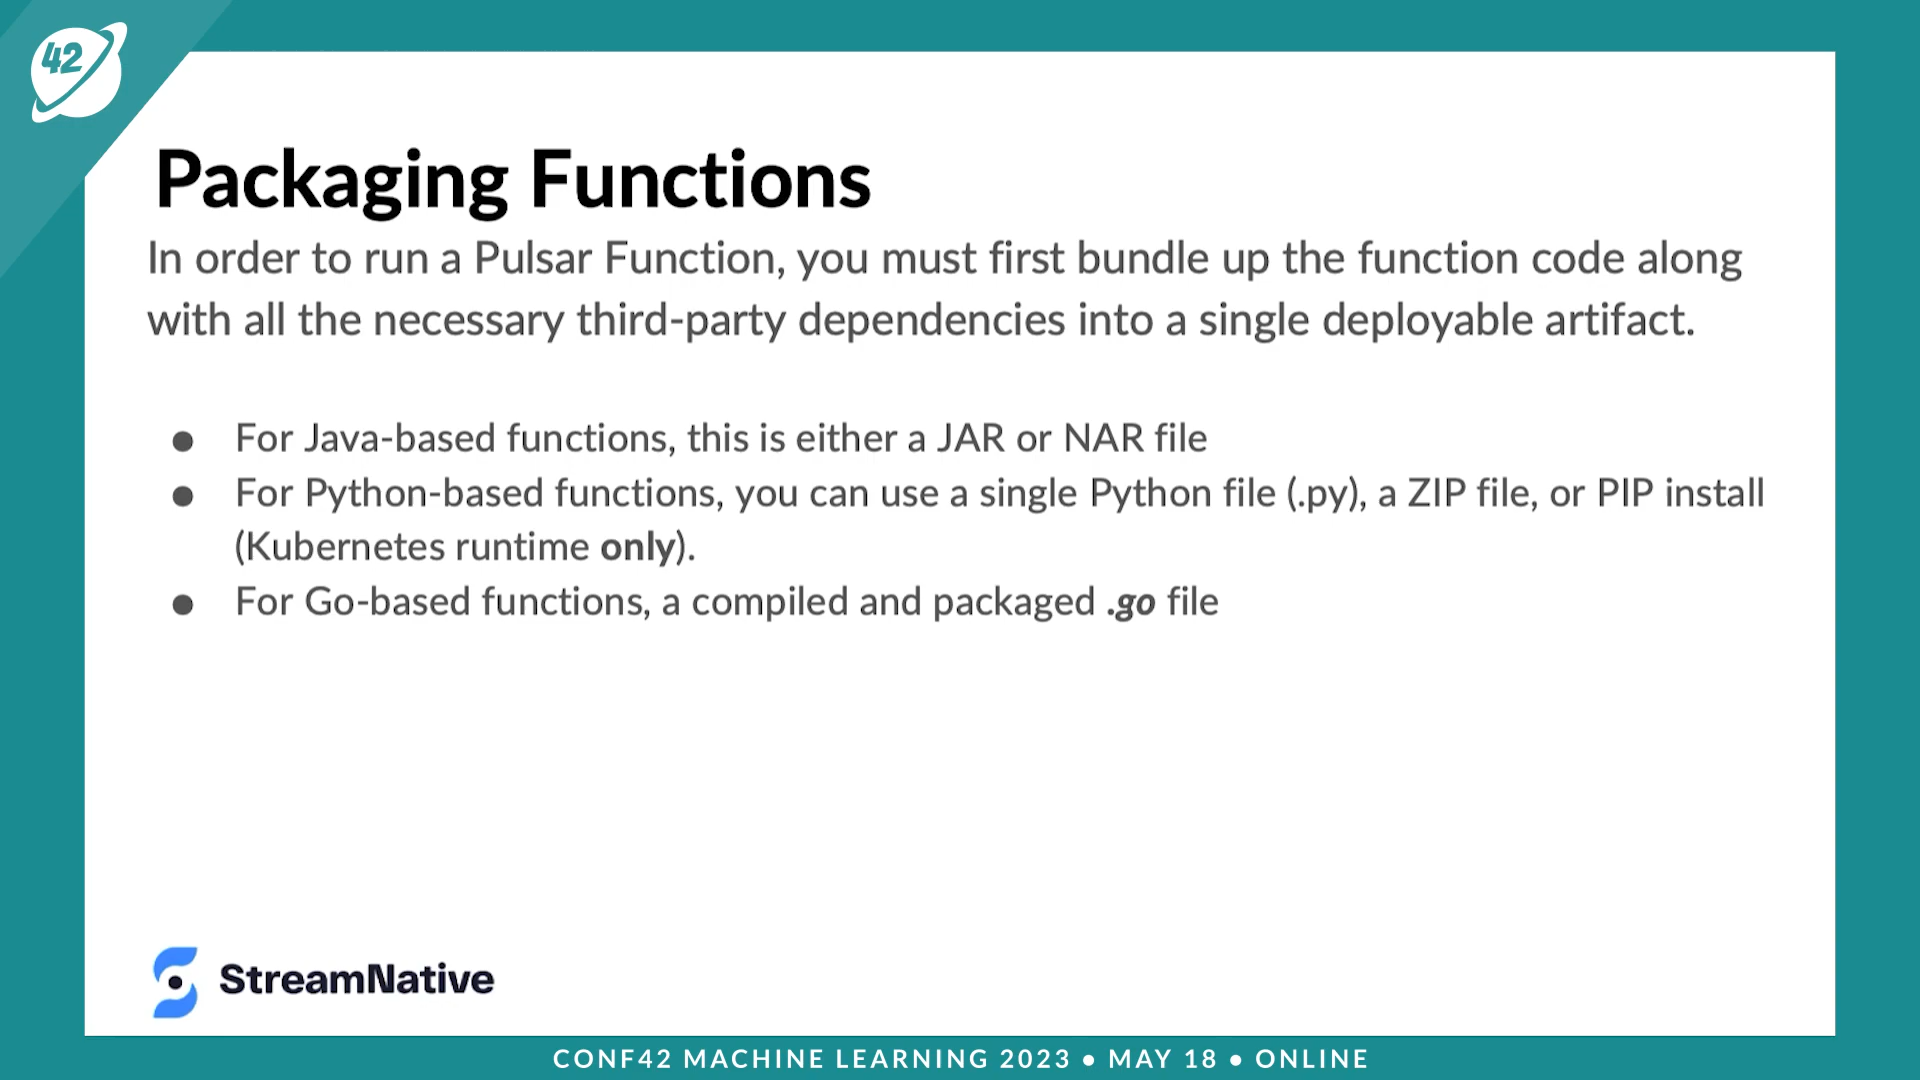 42
Packaging Functions
In order to run a Pulsar Function, you must first bundle up the function code along
with all the necessary third-party dependencies into a single deployable artifact.
● For Java-based functions, this is either a JAR or NAR file
● For Python-based functions, you can use a single Python file (.py), a ZIP file, or PIP install
(Kubernetes runtime only).
● For Go-based functions, a compiled and packaged .go file
StreamNative
CONF42 MACHINE LEARNING 2023 ● MAY 18 ● ONLINE